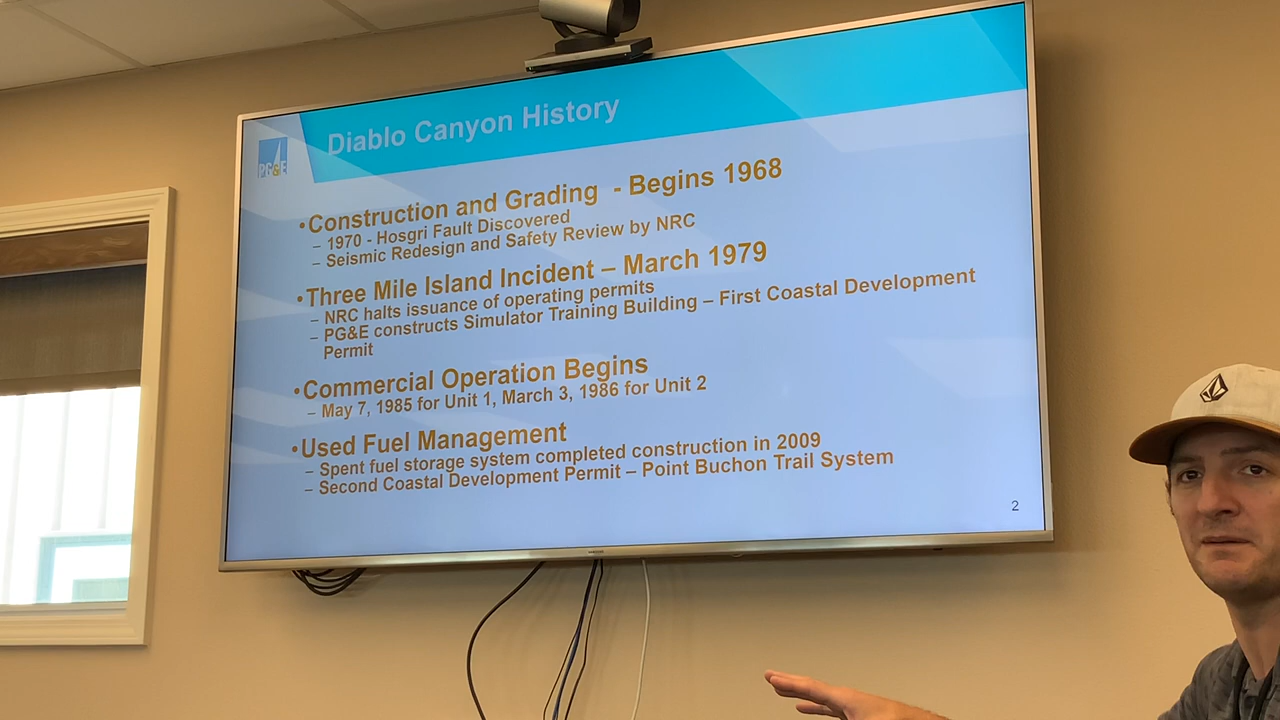 Diablo Canyon History
PG&E
•Construction and Grading - Begins 1968
– 1970 - Hosgri Fault Discovered
– Seismic Redesign and Safety Review by NRC
•Three Mile Island Incident – March 1979
– NRC halts issuance of operating permits
– PG&E constructs Simulator Training Building – First Coastal Development
Permit
•Commercial Operation Begins
– May 7, 1985 for Unit 1, March 3, 1986 for Unit 2
•Used Fuel Management
– Spent fuel storage system completed construction in 2009
– Second Coastal Development Permit – Point Buchon Trail System
2